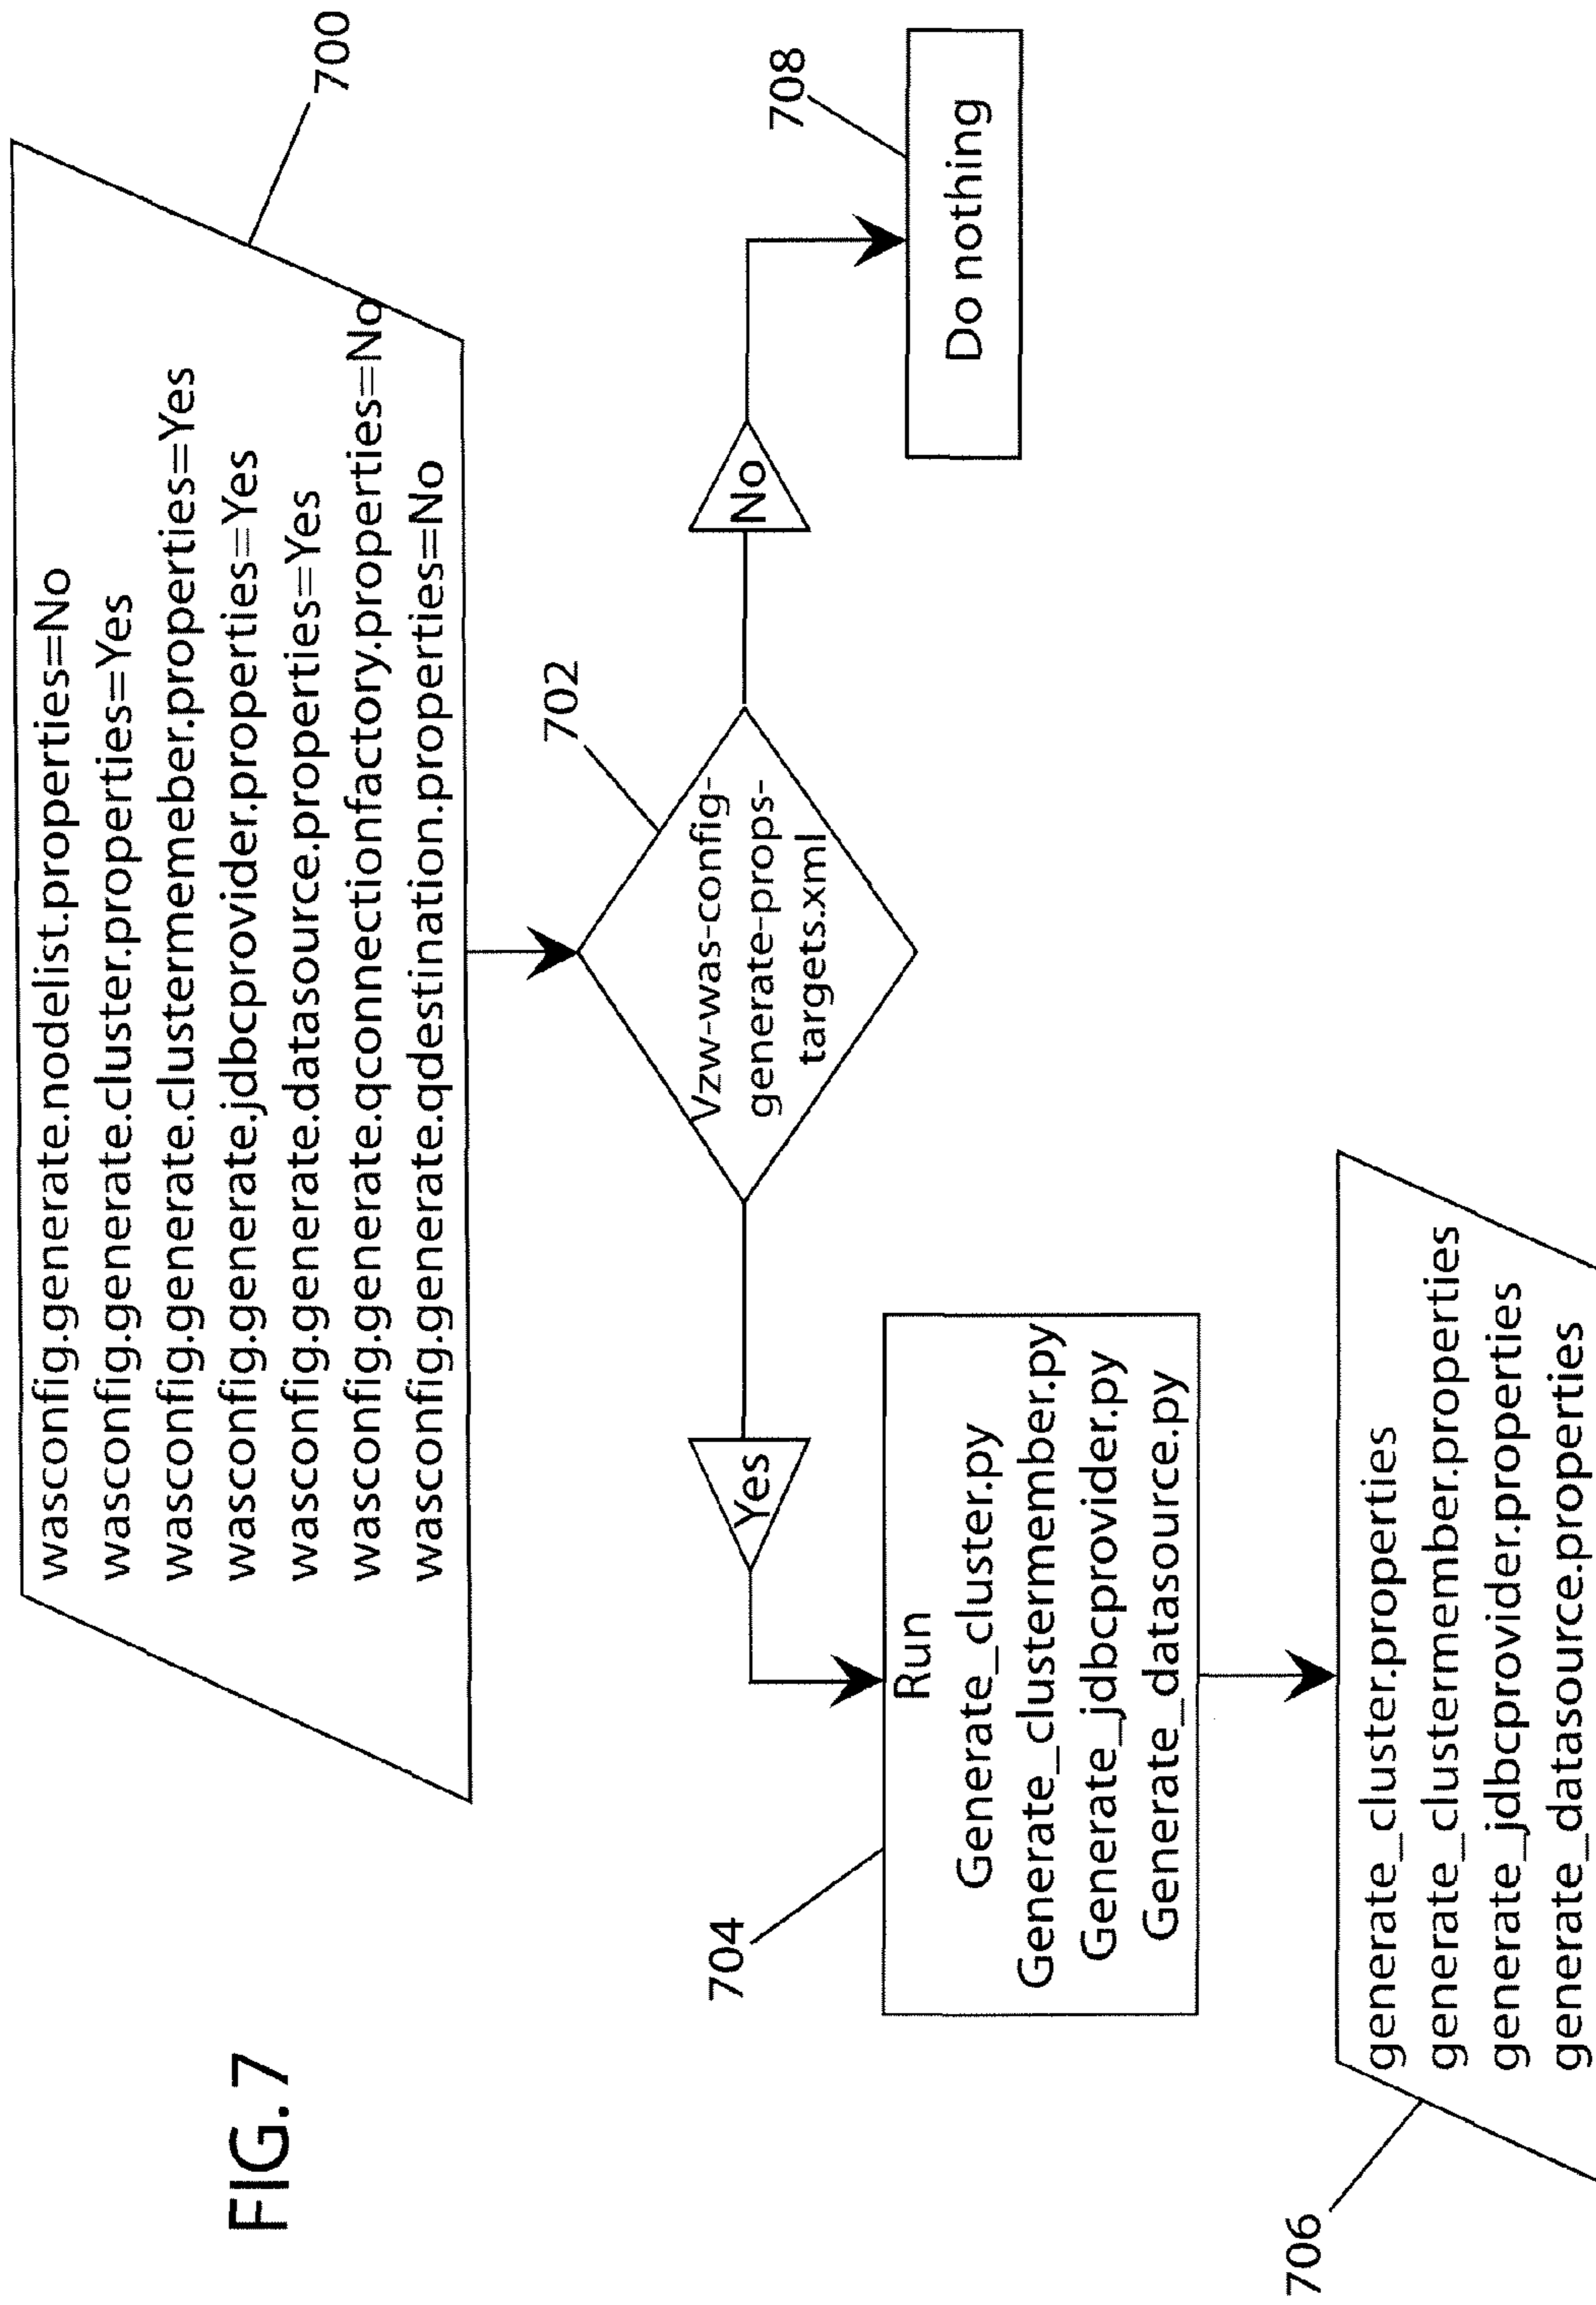 FIG. 7
700
wasconfig.generate.nodelist.properties=No
wasconfig.generate.cluster.properties=Yes
wasconfig.generate.clustermemeber.properties=Yes
wasconfig.generate.jdbcprovider.properties=Yes
wasconfig.generate.datasource.properties=Yes
wasconfig.generate.qconnectionfactory.properties=No
wasconfig.generate.qdestination.properties=No
702
Vzw-was-config-
generate-props-
targets.xml
Yes
No
704
Run
Generate_cluster.py
Generate_clustermember.py
Generate_jdbcprovider.py
Generate_datasource.py
708
Do nothing
706
generate_cluster.properties
generate_clustermember.properties
generate_jdbcprovider.properties
generate_datasource.properties